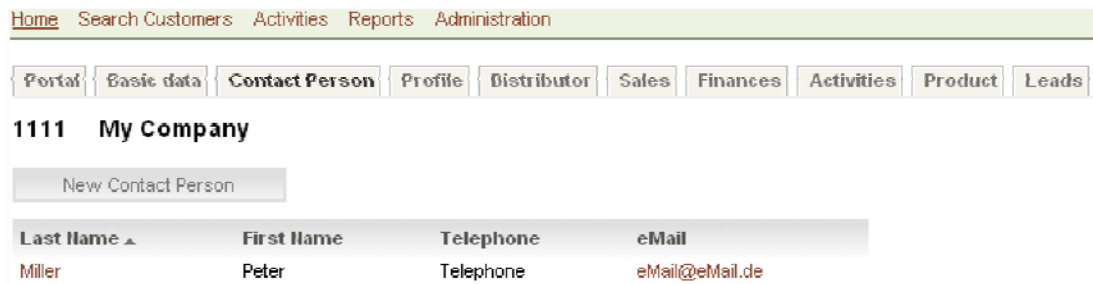 Home Search Customers Activities Reports Administration
Portal Basic data Contact Person Profile Distributor Sales Finances Activities Product Leads
1111 My Company
New Contact Person
Last Name First Name Telephone eMail
Miller Peter Telephone eMail@eMail.de